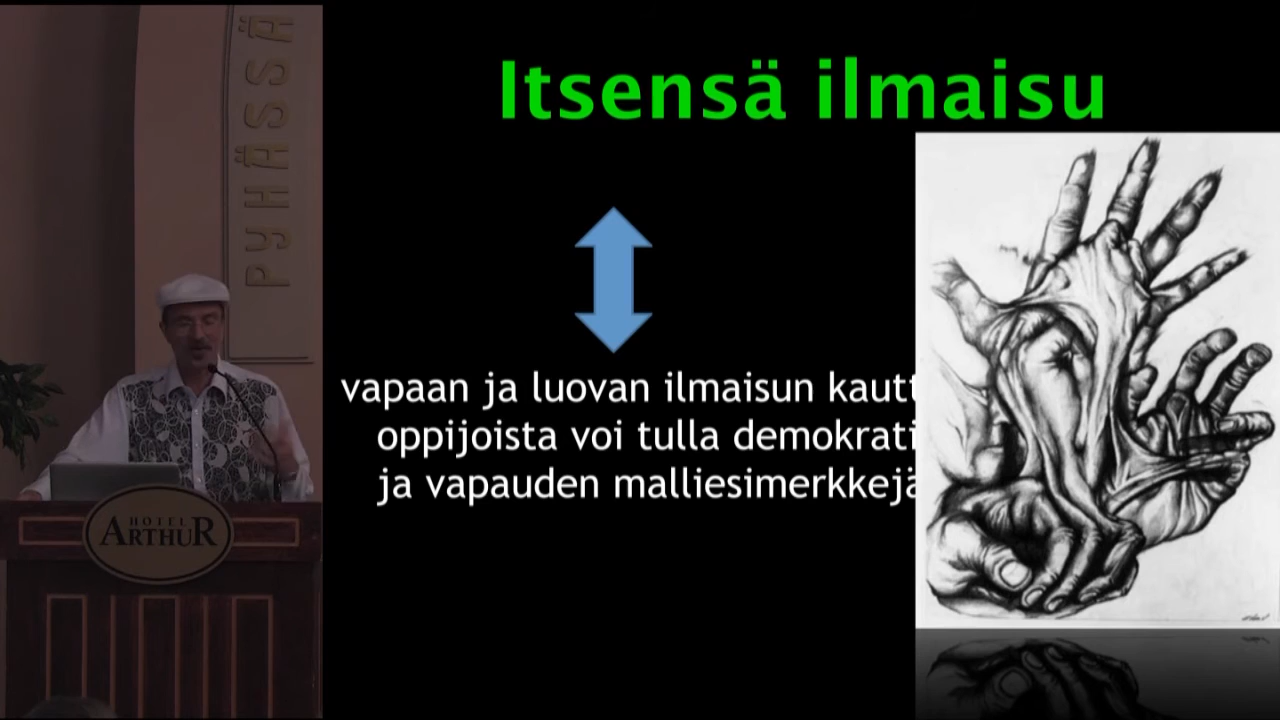 PYHÄSSÄ
HOTEL
ARTHUR
Itsensä ilmaisu
vapaan ja luovan ilmaisun kautt
oppijoista voi tulla demokrati
ja vapauden malliesimerkkejä